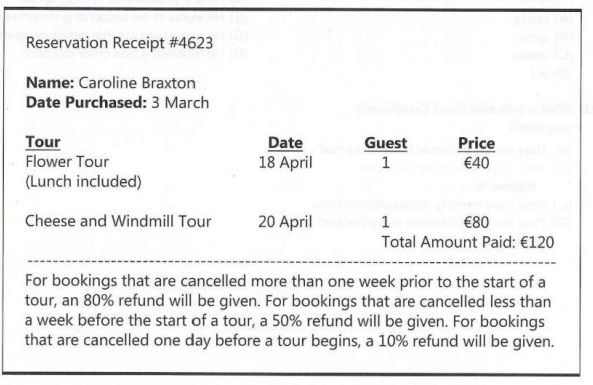 Reservation Receipt #4623
Name: Caroline Braxton
Date Purchased: 3 March
Tour Date Guest Price
Flower Tour 18 April 1 €40
(Lunch included)
Cheese and Windmill Tour 20 April 1 €80
Total Amount Paid: €120
For bookings that are cancelled more than one week prior to the start of a
tour, an 80% refund will be given. For bookings that are cancelled less than
a week before the start of a tour, a 50% refund will be given. For bookings
that are cancelled one day before a tour begins, a 10% refund will be given.